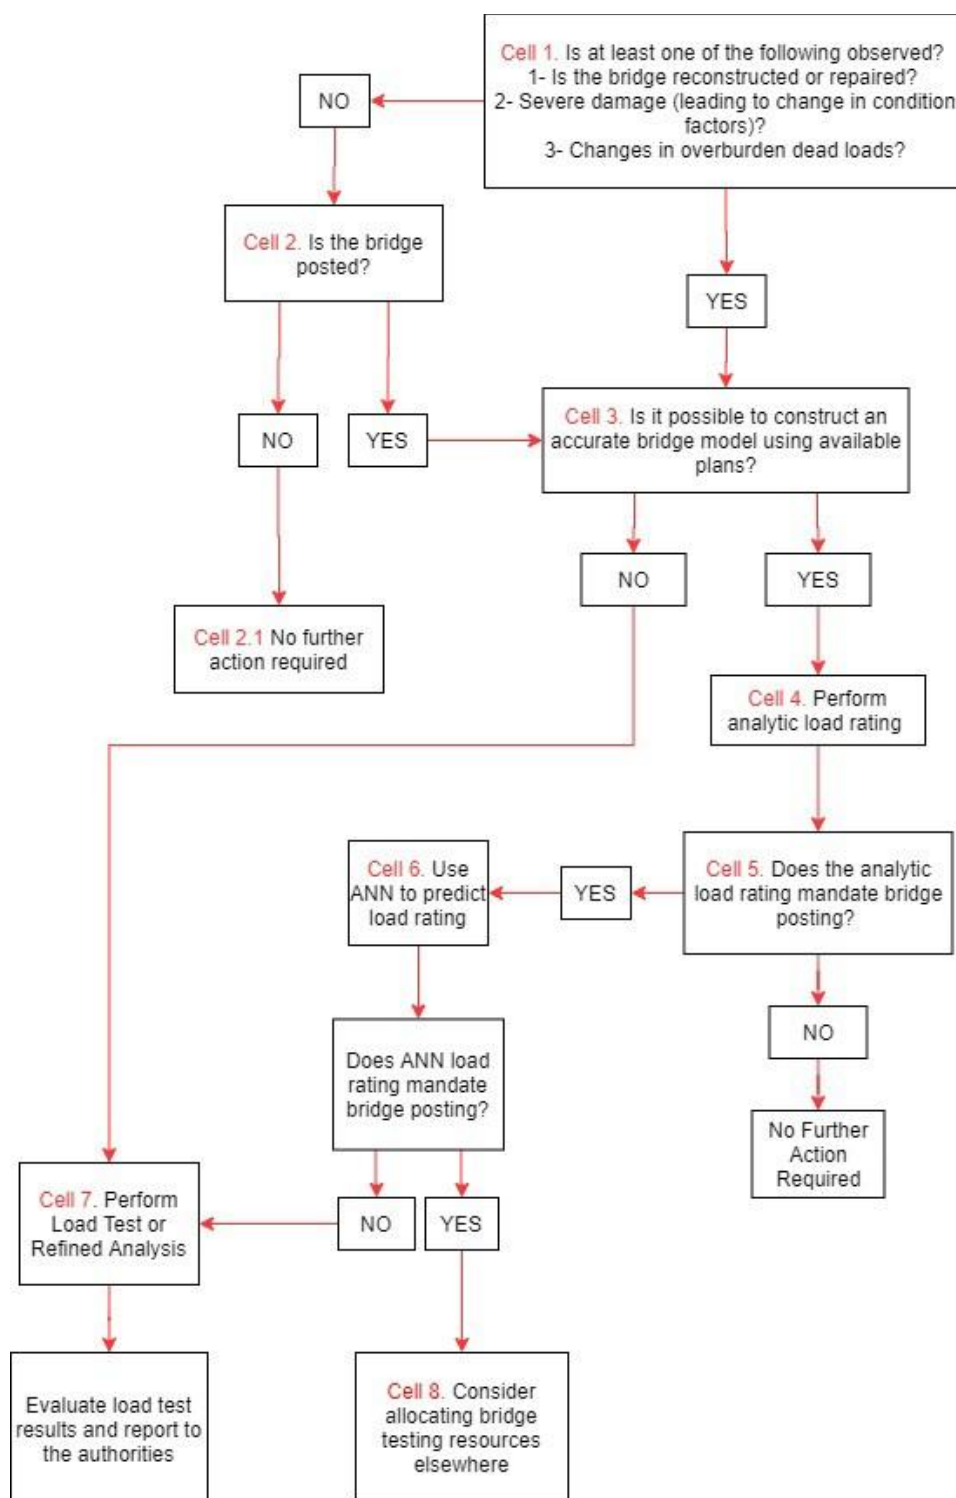 Cell 1. Is at least one of the following observed?
1- Is the bridge reconstructed or repaired?
2- Severe damage (leading to change in condition
factors)?
3- Changes in overburden dead loads?
NO
Cell 2. Is the bridge
posted?
YES
Cell 3. Is it possible to construct an
accurate bridge model using available
plans?
NO
YES
NO
YES
Cell 2.1 No further
action required
Cell 4. Perform
analytic load rating
Cell 5. Does the analytic
load rating mandate bridge
posting?
YES
Cell 6. Use
ANN to predict
load rating
NO
Does ANN load
rating mandate
bridge posting?
No Further
Action
Required
NO
YES
Cell 7. Perform
Load Test or
Refined Analysis
Evaluate load test
results and report to
the authorities
Cell 8. Consider
allocating bridge
testing resources
elsewhere